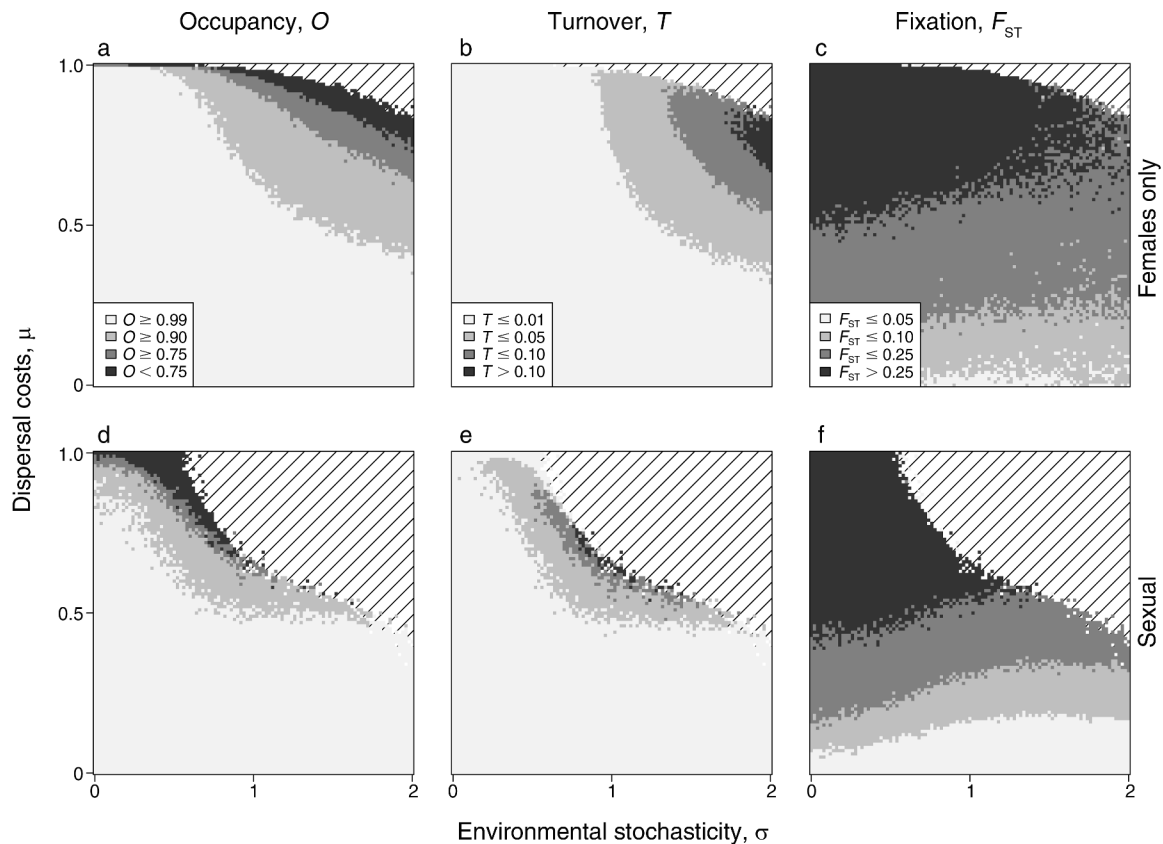 Occupancy, O
Turnover, T
Fixation, FST
a
b
c
1.0
0.5
0
O ≥ 0.99
O ≥ 0.90
O ≥ 0.75
O < 0.75
T ≤ 0.01
T ≤ 0.05
T ≤ 0.10
T > 0.10
FST ≤ 0.05
FST ≤ 0.10
FST ≤ 0.25
FST > 0.25
Females only
Dispersal costs, μ
d
e
f
1.0
0.5
0
Sexual
0 1 2
0 1 2
0 1 2
Environmental stochasticity, σ